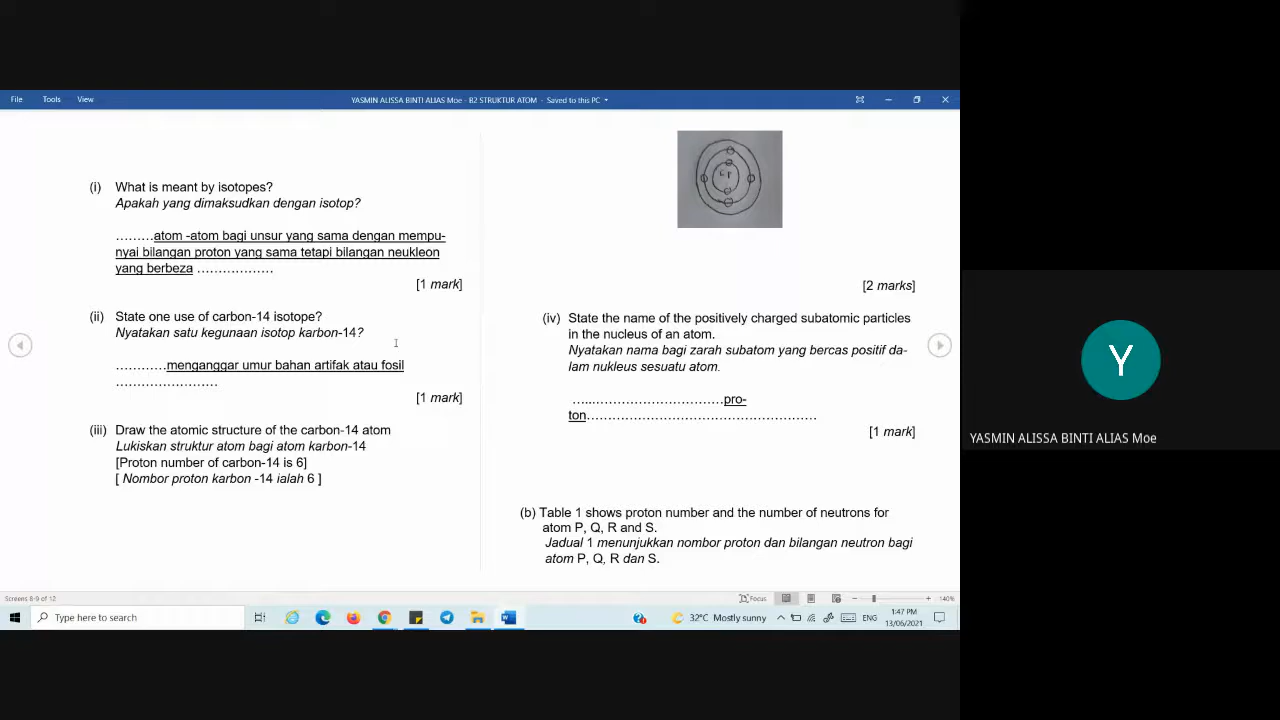 File Tools View YASMIN ALISSA BINTI ALIAS Moe - B2 STRUKTUR ATOM - Saved to this PC
(i) What is meant by isotopes?
Apakah yang dimaksudkan dengan isotop?
.........atom -atom bagi unsur yang sama dengan mempu-
nyai bilangan proton yang sama tetapi bilangan neukleon
yang berbeza ..................
[1 mark]
(ii) State one use of carbon-14 isotope?
Nyatakan satu kegunaan isotop karbon-14?
............menganggar umur bahan artifak atau fosil
........................
[1 mark]
(iii) Draw the atomic structure of the carbon-14 atom
Lukiskan struktur atom bagi atom karbon-14
[Proton number of carbon-14 is 6]
[ Nombor proton karbon -14 ialah 6 ]
[2 marks]
(iv) State the name of the positively charged subatomic particles
in the nucleus of an atom.
Nyatakan nama bagi zarah subatom yang bercas positif da-
lam nukleus sesuatu atom.
…...…………………………pro-
ton……………………………………………
[1 mark]
(b) Table 1 shows proton number and the number of neutrons for
atom P, Q, R and S.
Jadual 1 menunjukkan nombor proton dan bilangan neutron bagi
atom P, Q, R dan S.
Screens 8-9 of 12 Focus 140%
Type here to search 32°C Mostly sunny ENG 1:47 PM
13/06/2021
Y
YASMIN ALISSA BINTI ALIAS Moe